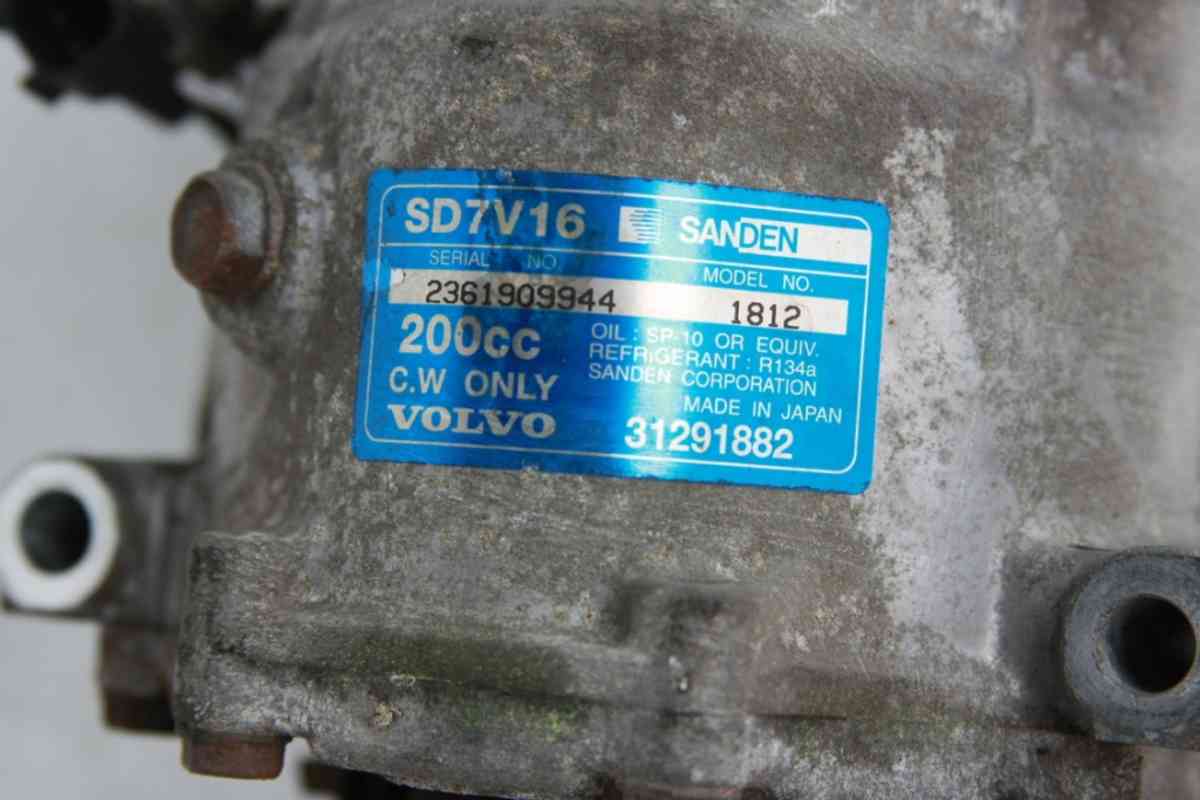 SD7V16 SANDEN
SERIAL NO. MODEL NO.
2361909944 1812
200cc OIL : SP-10 OR EQUIV.
REFRIGERANT : R134a
C.W ONLY SANDEN CORPORATION
MADE IN JAPAN
VOLVO 31291882